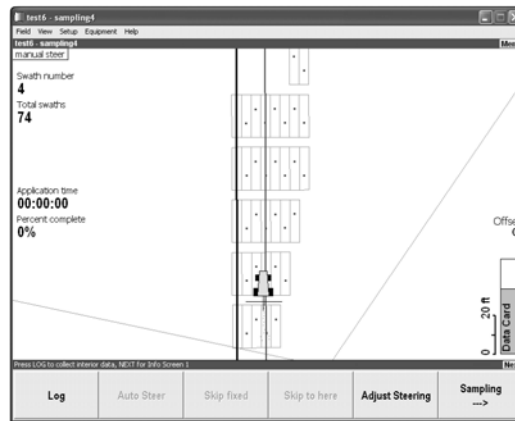 test6 - sampling4
Field View Setup Equipment Help
test6 - sampling4
manual steer
Swath number
4
Total swaths
74
Application time
00:00:00
Percent complete
0%
20 ft
0
Data Card
Press LOG to collect interior data, NEXT for Info Screen 1
Log
Auto Steer
Skip fixed
Skip to here
Adjust Steering
Sampling
--->